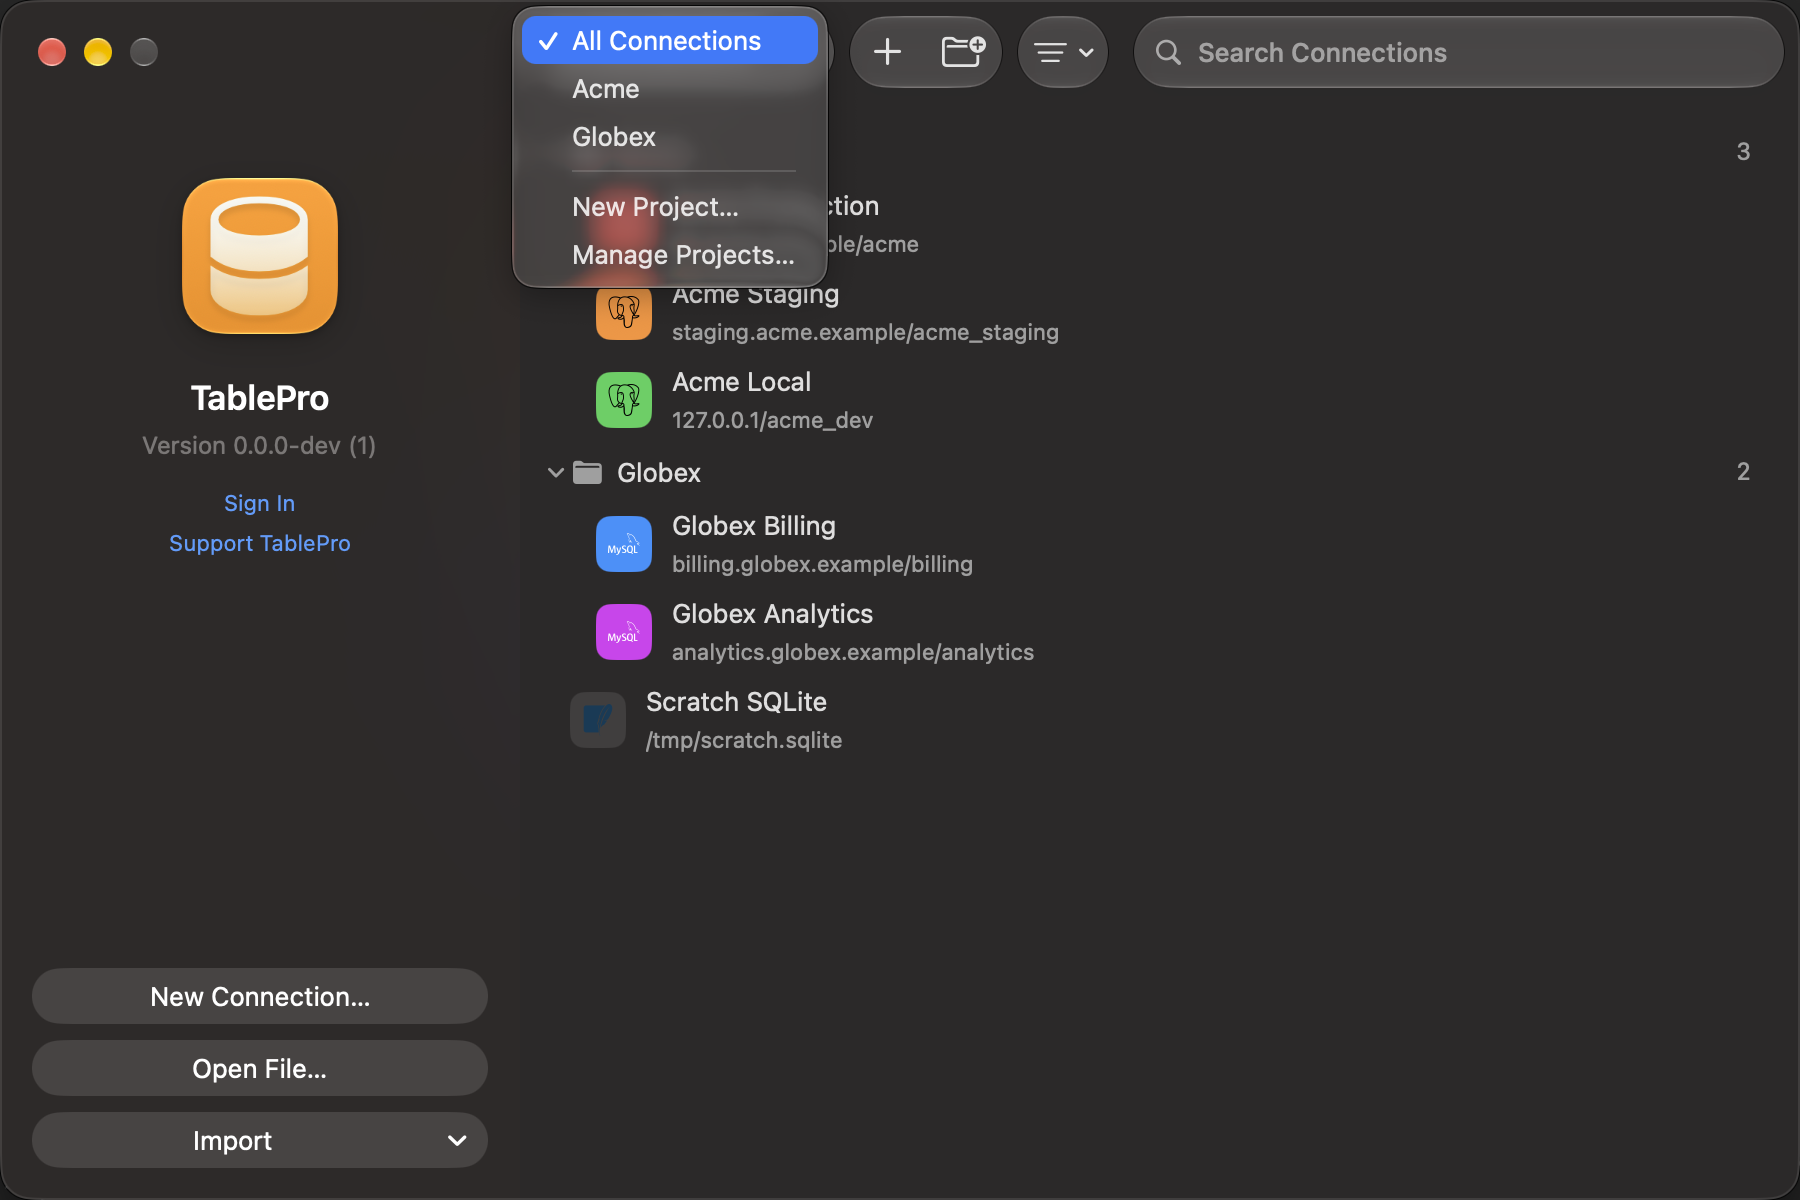 All Connections
Acme
Globex
New Project...
Manage Projects...
Search Connections
3
ction
ple/acme
Acme Staging
staging.acme.example/acme_staging
Acme Local
127.0.0.1/acme_dev
Globex
2
MySQL
Globex Billing
billing.globex.example/billing
MySQL
Globex Analytics
analytics.globex.example/analytics
Scratch SQLite
/tmp/scratch.sqlite
TablePro
Version 0.0.0-dev (1)
Sign In
Support TablePro
New Connection...
Open File...
Import